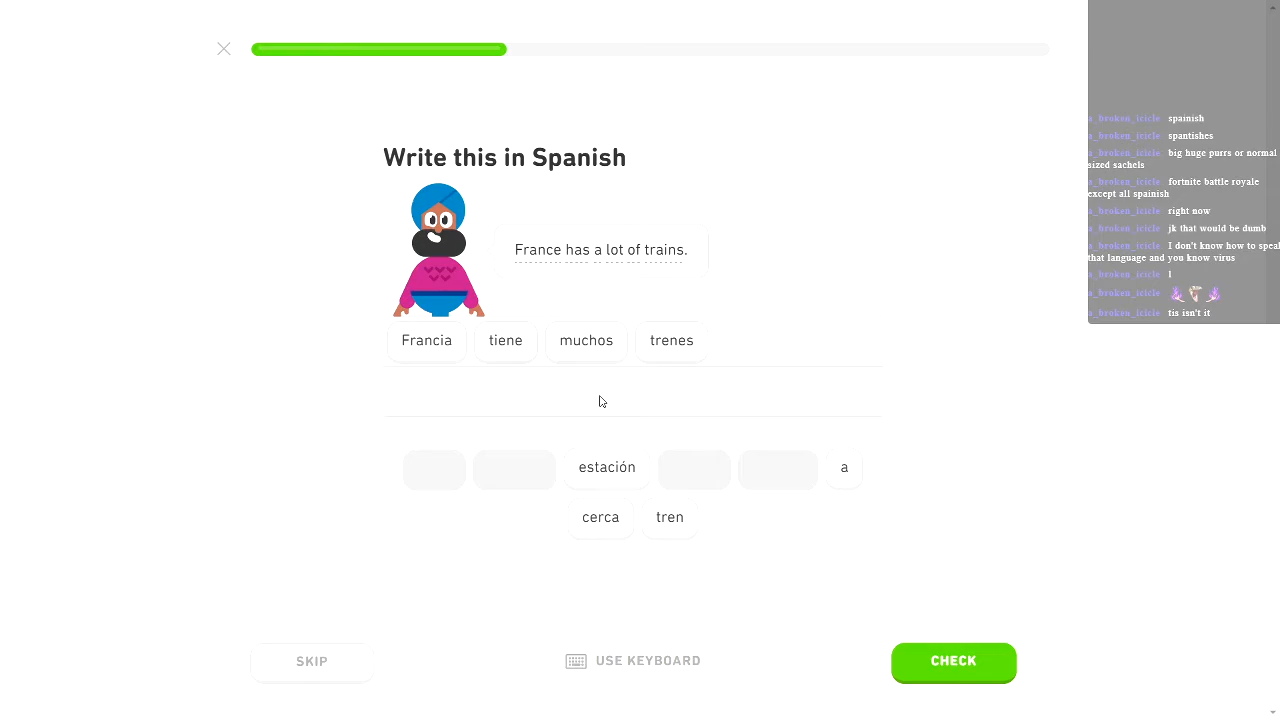 Write this in Spanish
France has a lot of trains.
Francia tiene muchos trenes
estación a
cerca tren
SKIP
USE KEYBOARD
CHECK
a_broken_icicle spainish
a_broken_icicle spantishes
a_broken_icicle big huge purrs or normal
sized sachels
a_broken_icicle fortnite battle royale
except all spainish
a_broken_icicle right now
a_broken_icicle jk that would be dumb
a_broken_icicle I don't know how to speak
that language and you know virus
a_broken_icicle l
a_broken_icicle
a_broken_icicle tis isn't it